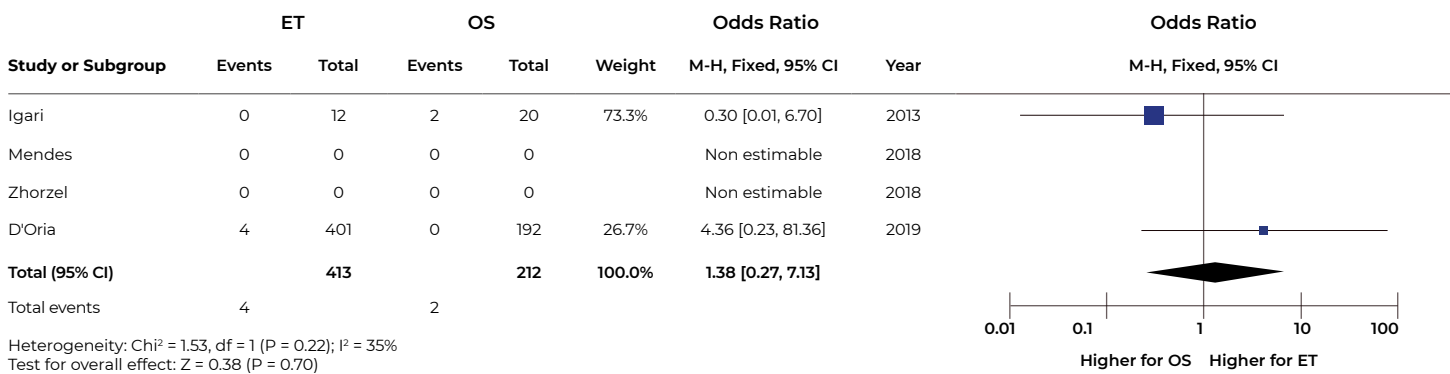 ET OS Odds Ratio Odds Ratio
Study or Subgroup Events Total Events Total Weight M-H, Fixed, 95% CI Year M-H, Fixed, 95% CI
Igari 0 12 2 20 73.3% 0.30 [0.01, 6.70] 2013
Mendes 0 0 0 0 Non estimable 2018
Zhorzel 0 0 0 0 Non estimable 2018
D'Oria 4 401 0 192 26.7% 4.36 [0.23, 81.36] 2019
Total (95% CI) 413 212 100.0% 1.38 [0.27, 7.13]
Total events 4 2
0.01 0.1 1 10 100
Heterogeneity: Chi² = 1.53, df = 1 (P = 0.22); I² = 35%
Higher for OS Higher for ET
Test for overall effect: Z = 0.38 (P = 0.70)